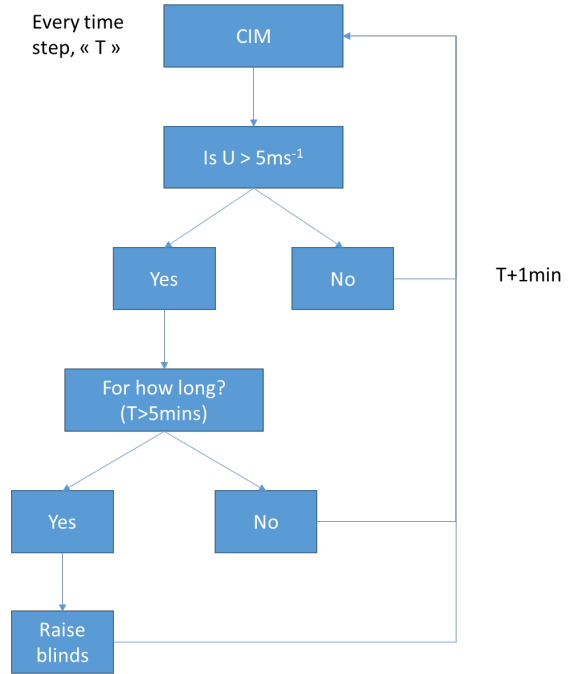 Every time
step, « T »
CIM
Is U > 5ms⁻¹
Yes
No
T+1min
For how long?
(T>5mins)
Yes
No
Raise
blinds